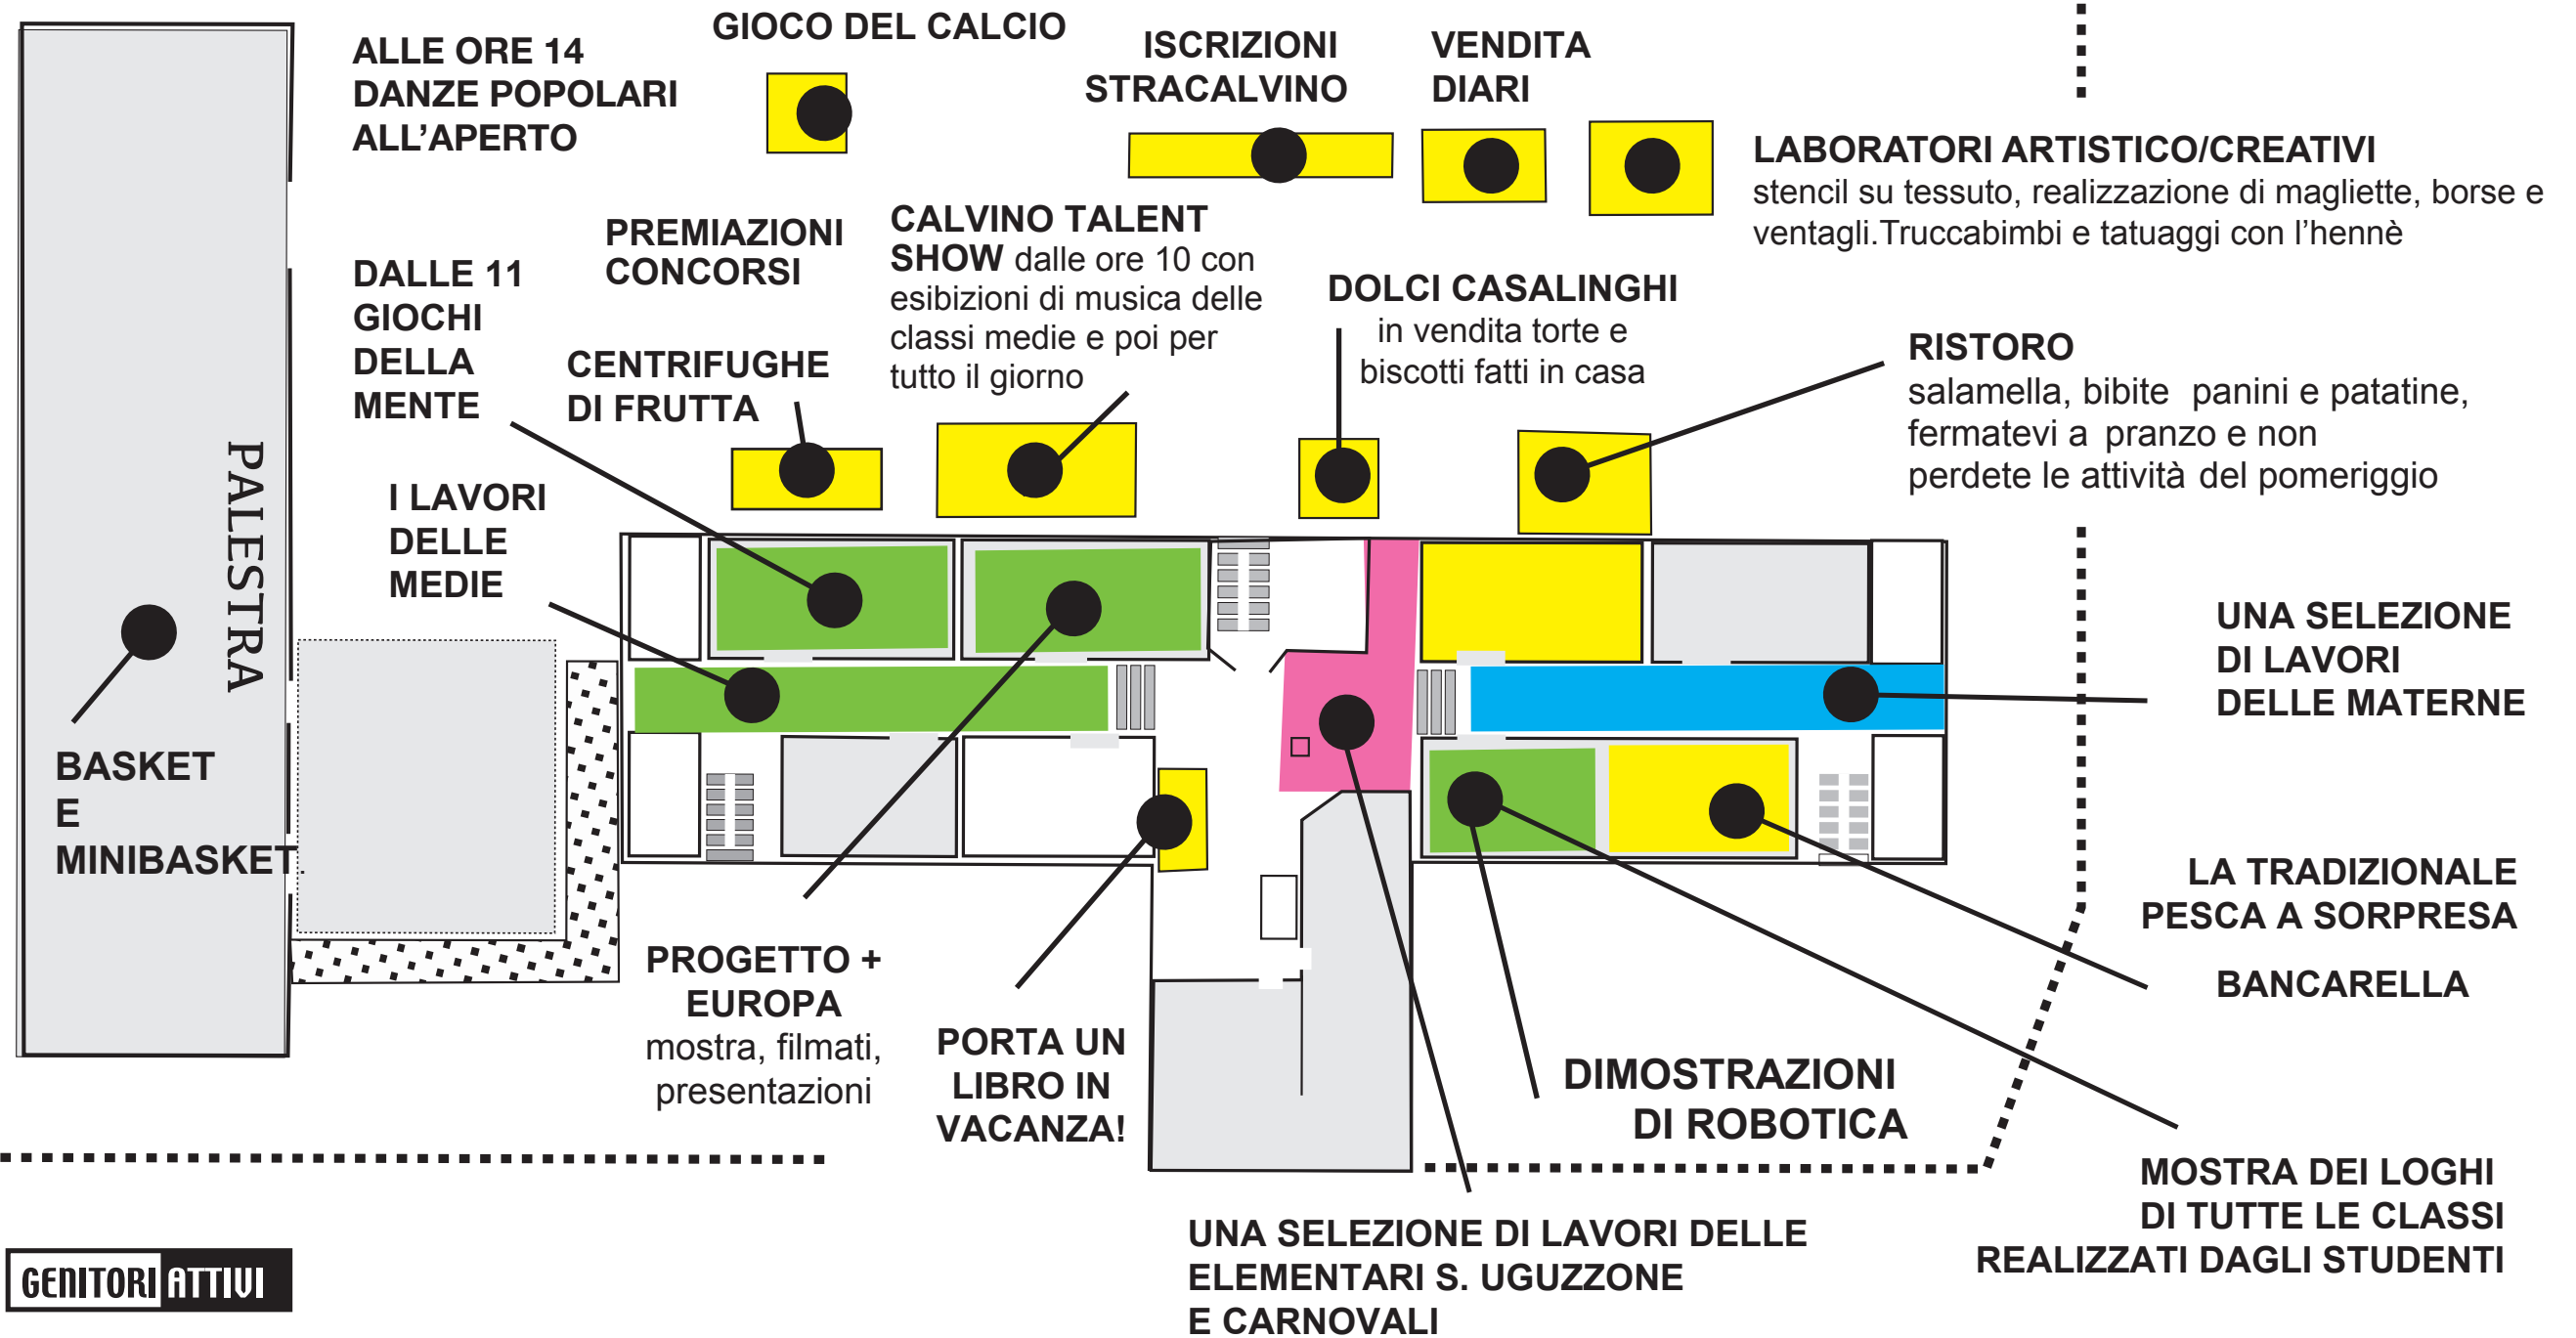 GIOCO DEL CALCIO
ALLE ORE 14
DANZE POPOLARI
ALL’APERTO
ISCRIZIONI
STRACALVINO
VENDITA
DIARI
LABORATORI ARTISTICO/CREATIVI
stencil su tessuto, realizzazione di magliette, borse e
ventagli.Truccabimbi e tatuaggi con l’hennè
PREMIAZIONI
CONCORSI
CALVINO TALENT
SHOW dalle ore 10 con
esibizioni di musica delle
classi medie e poi per
tutto il giorno
DALLE 11
GIOCHI
DELLA
MENTE
DOLCI CASALINGHI
in vendita torte e
biscotti fatti in casa
RISTORO
salamella, bibite panini e patatine,
fermatevi a pranzo e non
perdete le attività del pomeriggio
CENTRIFUGHE
DI FRUTTA
PALESTRA
I LAVORI
DELLE
MEDIE
UNA SELEZIONE
DI LAVORI
DELLE MATERNE
BASKET
E
MINIBASKET.
LA TRADIZIONALE
PESCA A SORPRESA
BANCARELLA
PROGETTO +
EUROPA
mostra, filmati,
presentazioni
PORTA UN
LIBRO IN
VACANZA!
DIMOSTRAZIONI
DI ROBOTICA
MOSTRA DEI LOGHI
DI TUTTE LE CLASSI
REALIZZATI DAGLI STUDENTI
UNA SELEZIONE DI LAVORI DELLE
ELEMENTARI S. UGUZZONE
E CARNOVALI
GENITORI ATTIVI